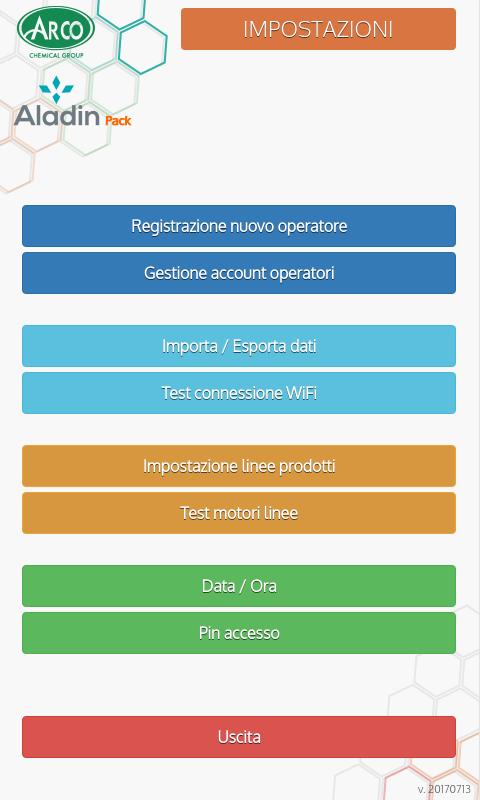 ARCO
CHEMICAL GROUP
IMPOSTAZIONI
Aladin Pack
Registrazione nuovo operatore
Gestione account operatori
Importa / Esporta dati
Test connessione WiFi
Impostazione linee prodotti
Test motori linee
Data / Ora
Pin accesso
Uscita
v. 20170713